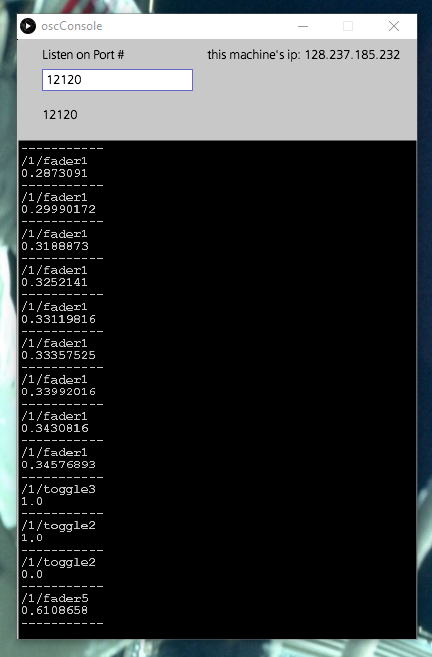 oscConsole
Listen on Port #
this machine's ip: 128.237.185.232
12120
12120
-----------
/1/fader1
0.2873091
-----------
/1/fader1
0.29990172
-----------
/1/fader1
0.3188873
-----------
/1/fader1
0.3252141
-----------
/1/fader1
0.33119816
-----------
/1/fader1
0.33357525
-----------
/1/fader1
0.33992016
-----------
/1/fader1
0.3430816
-----------
/1/fader1
0.34576893
-----------
/1/toggle3
1.0
-----------
/1/toggle2
1.0
-----------
/1/toggle2
0.0
-----------
/1/fader5
0.6108658
-----------